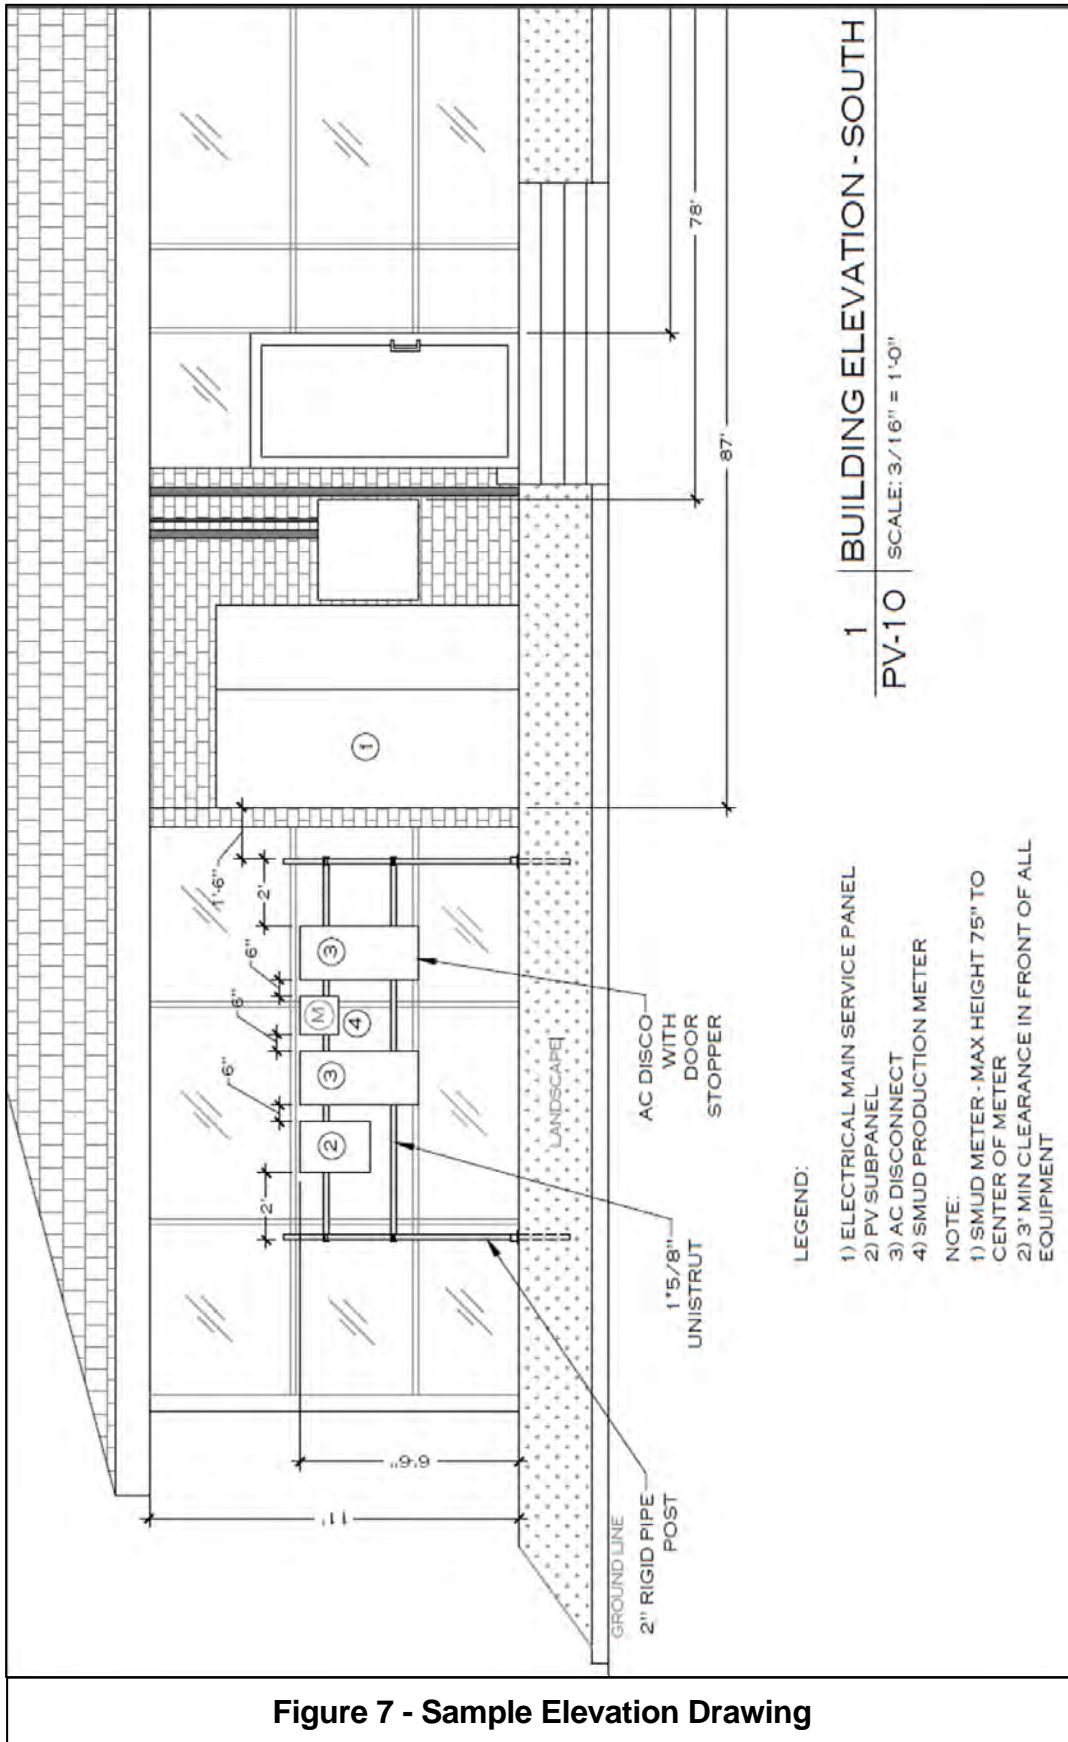 11'
6'6"
2'
6"
6"
6"
2'
1'-6"
2
3
M
4
3
1
LANDSCAPE
GROUND LINE
2" RIGID PIPE
POST
1"5/8"
UNISTRUT
AC DISCO
WITH
DOOR
STOPPER
78'
87'
LEGEND:
1) ELECTRICAL MAIN SERVICE PANEL
2) PV SUBPANEL
3) AC DISCONNECT
4) SMUD PRODUCTION METER
NOTE:
1) SMUD METER - MAX HEIGHT 75" TO
CENTER OF METER
2) 3' MIN CLEARANCE IN FRONT OF ALL
EQUIPMENT
1
PV-10
BUILDING ELEVATION - SOUTH
SCALE: 3/16" = 1'-0"
Figure 7 - Sample Elevation Drawing